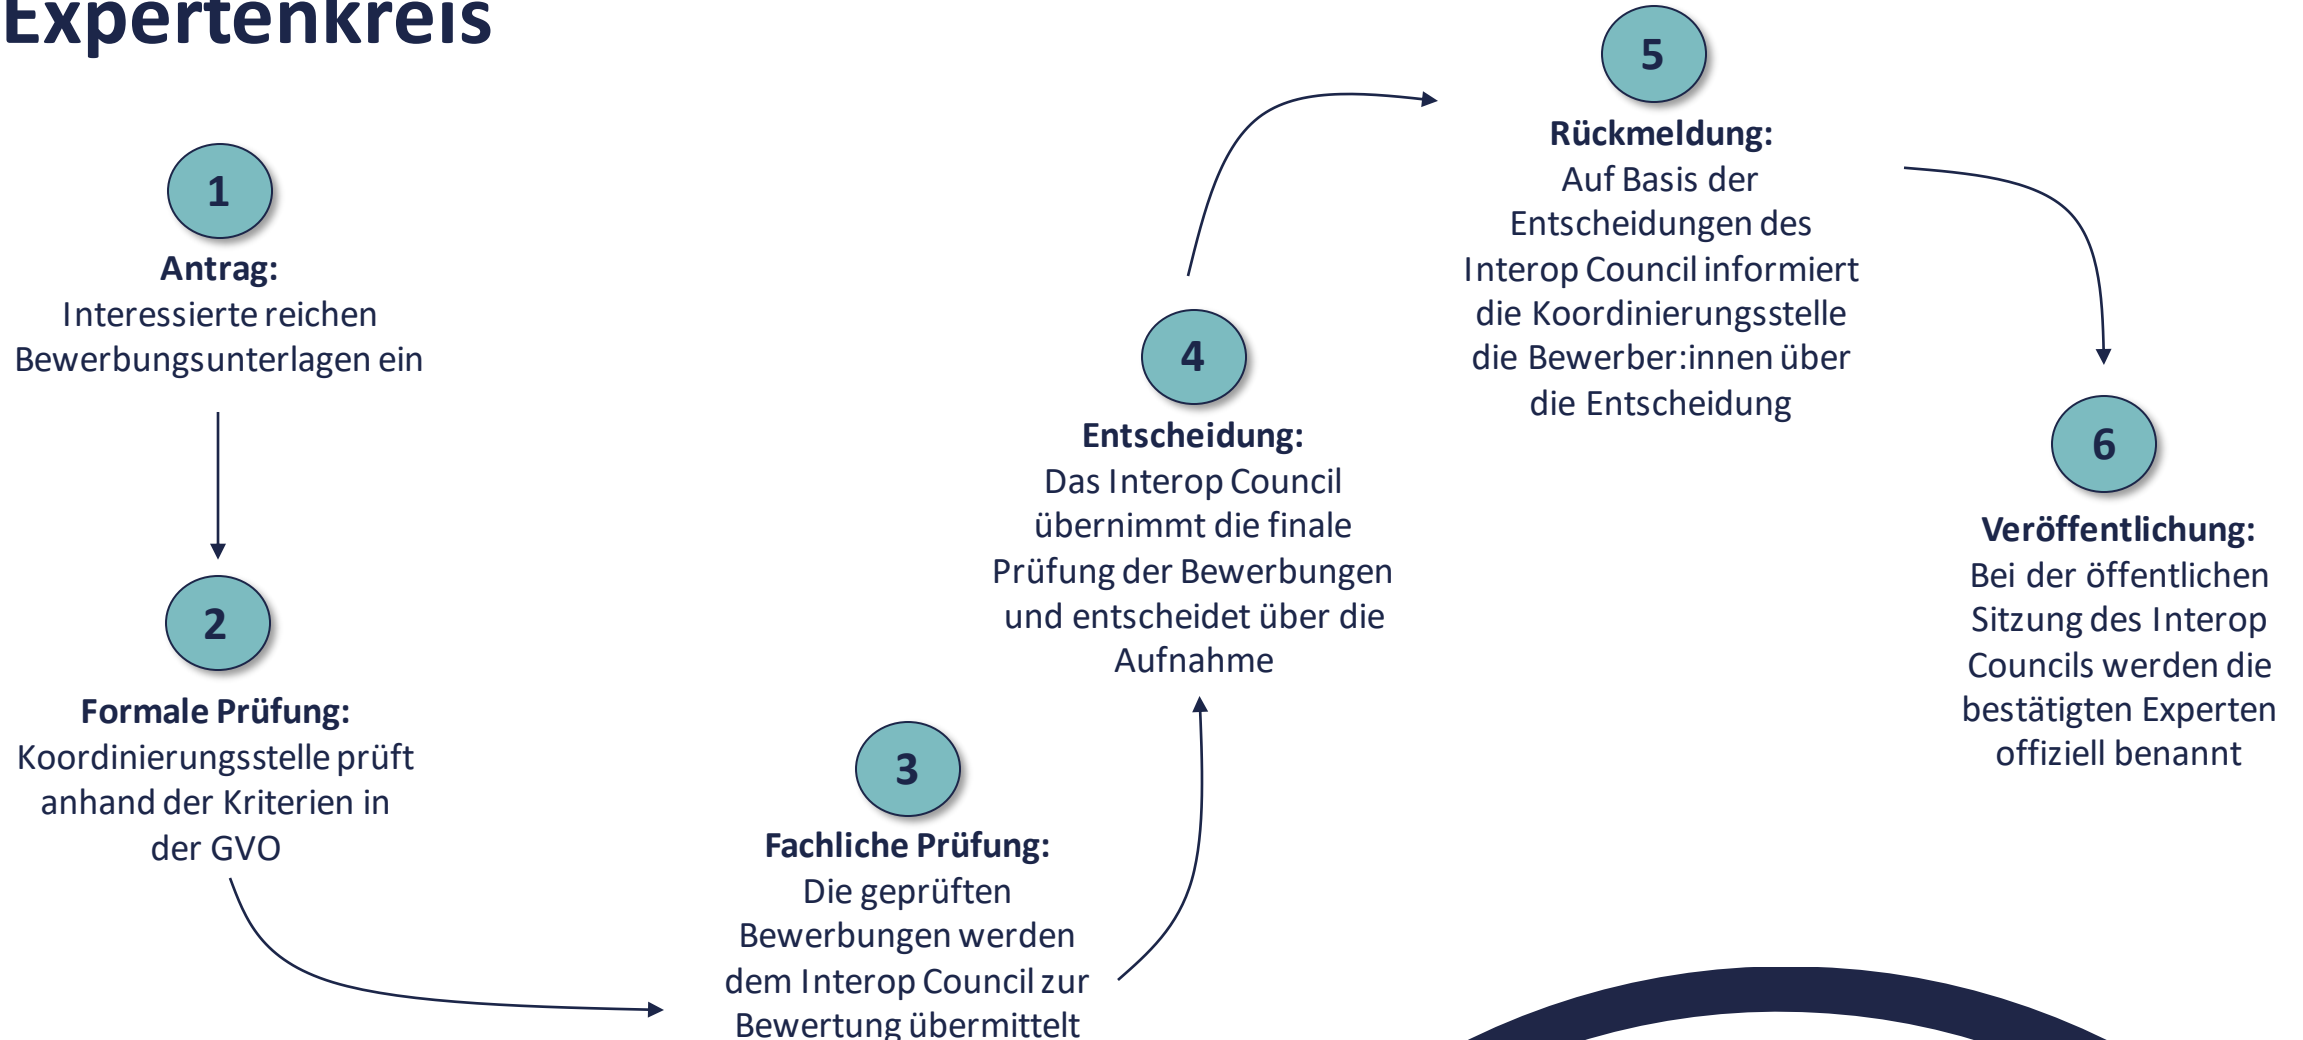 Expertenkreis
1
Antrag:
Interessierte reichen
Bewerbungsunterlagen ein
2
Formale Prüfung:
Koordinierungsstelle prüft
anhand der Kriterien in
der GVO
3
Fachliche Prüfung:
Die geprüften
Bewerbungen werden
dem Interop Council zur
Bewertung übermittelt
4
Entscheidung:
Das Interop Council
übernimmt die finale
Prüfung der Bewerbungen
und entscheidet über die
Aufnahme
5
Rückmeldung:
Auf Basis der
Entscheidungen des
Interop Council informiert
die Koordinierungsstelle
die Bewerber:innen über
die Entscheidung
6
Veröffentlichung:
Bei der öffentlichen
Sitzung des Interop
Councils werden die
bestätigten Experten
offiziell benannt